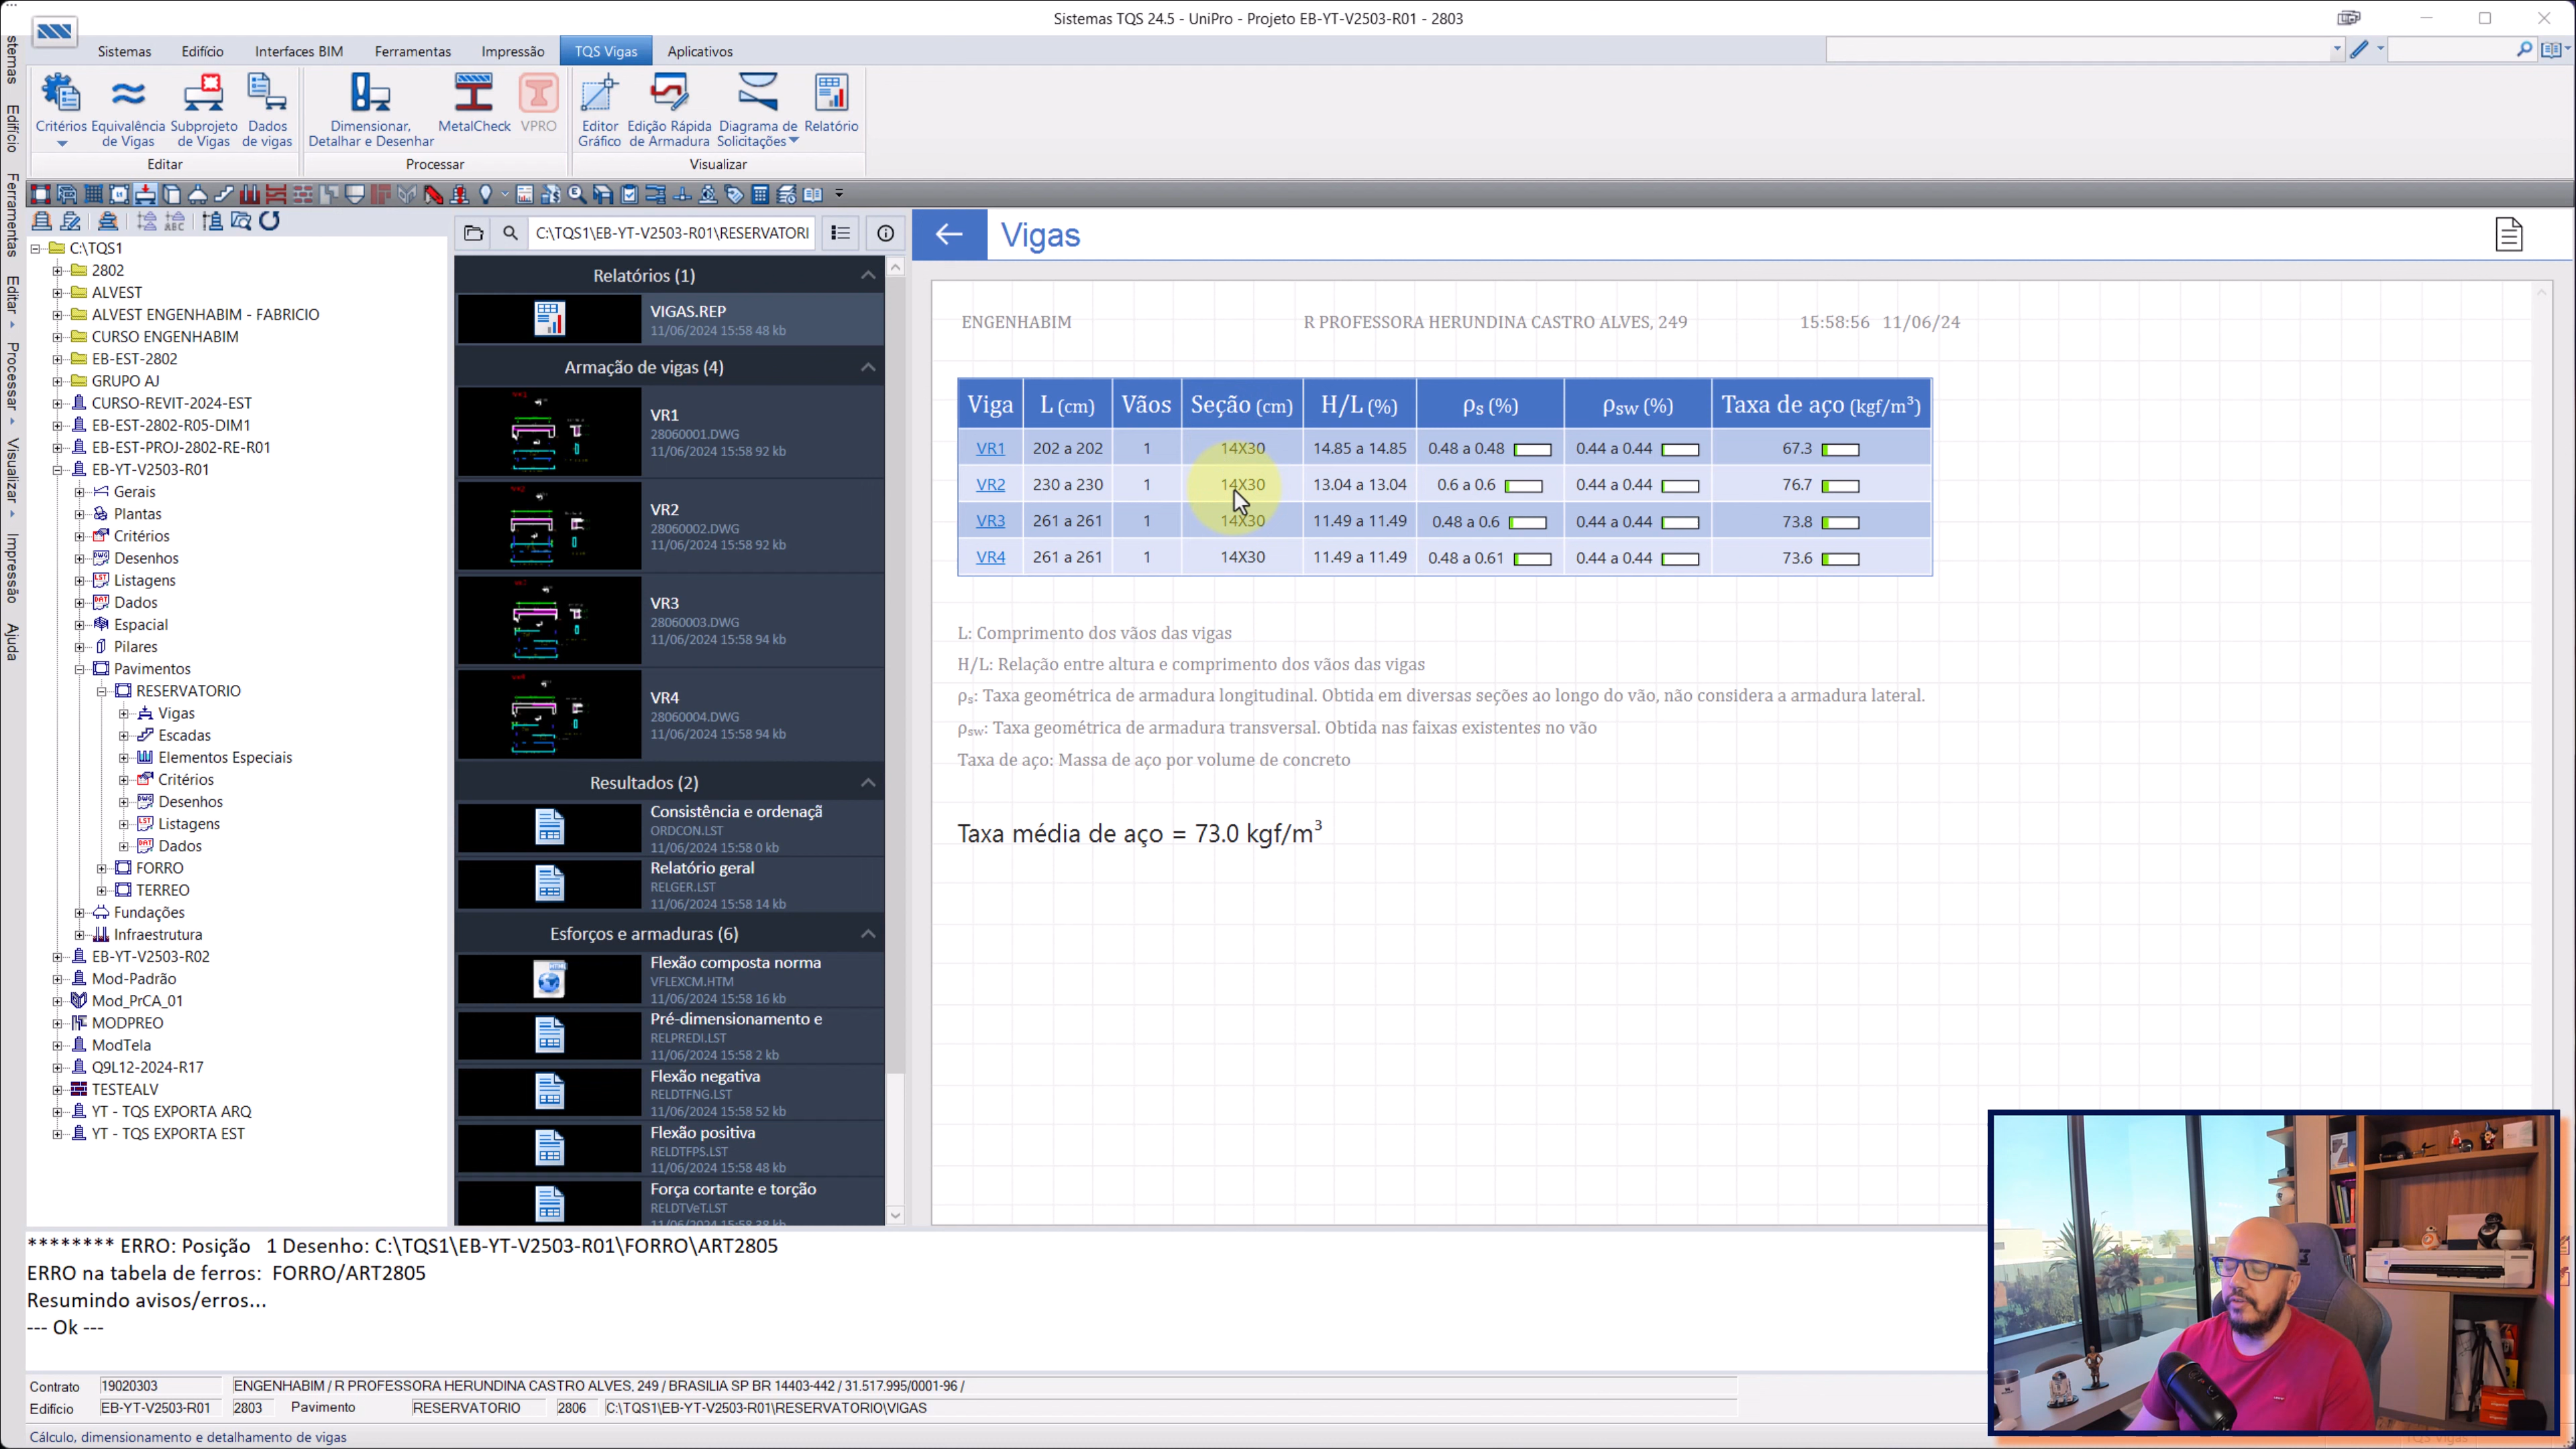 Sistemas TQS 24.5 - UniPro - Projeto EB-YT-V2503-R01 - 2803
Sistemas Edifício Interfaces BIM Ferramentas Impressão TQS Vigas Aplicativos
Critérios
Equivalência
de Vigas
Subprojeto
de Vigas
Dados
de vigas
Editar
Dimensionar,
Detalhar e Desenhar
MetalCheck
VPRO
Processar
Editor
Gráfico
Edição Rápida
de Armadura
Diagrama de
Solicitações
Relatório
Visualizar
stemas
Edifício
Ferramentas
Editar
Processar
Visualizar
Impressão
Ajuda
C:\TQS1
2802
ALVEST
ALVEST ENGENHABIM - FABRICIO
CURSO ENGENHABIM
EB-EST-2802
GRUPO AJ
CURSO-REVIT-2024-EST
EB-EST-2802-R05-DIM1
EB-EST-PROJ-2802-RE-R01
EB-YT-V2503-R01
Gerais
Plantas
Critérios
Desenhos
Listagens
Dados
Espacial
Pilares
Pavimentos
RESERVATORIO
Vigas
Escadas
Elementos Especiais
Critérios
Desenhos
Listagens
Dados
FORRO
TERREO
Fundações
Infraestrutura
EB-YT-V2503-R02
Mod-Padrão
Mod_PrCA_01
MODPREO
ModTela
Q9L12-2024-R17
TESTEALV
YT - TQS EXPORTA ARQ
YT - TQS EXPORTA EST
C:\TQS1\EB-YT-V2503-R01\RESERVATORI
Relatórios (1)
VIGAS.REP
11/06/2024 15:58 48 kb
Armação de vigas (4)
VR1
28060001.DWG
11/06/2024 15:58 92 kb
VR2
28060002.DWG
11/06/2024 15:58 92 kb
VR3
28060003.DWG
11/06/2024 15:58 94 kb
VR4
28060004.DWG
11/06/2024 15:58 94 kb
Resultados (2)
Consistência e ordenaçã
ORDCON.LST
11/06/2024 15:58 0 kb
Relatório geral
RELGER.LST
11/06/2024 15:58 14 kb
Esforços e armaduras (6)
Flexão composta norma
VFLEXCM.HTM
11/06/2024 15:58 16 kb
Pré-dimensionamento e
RELPREDI.LST
11/06/2024 15:58 2 kb
Flexão negativa
RELDTFNG.LST
11/06/2024 15:58 52 kb
Flexão positiva
RELDTFPS.LST
11/06/2024 15:58 48 kb
Força cortante e torção
RELDTVeT.LST
11/06/2024 15:58 38 kb
Vigas
ENGENHABIM R PROFESSORA HERUNDINA CASTRO ALVES, 249 15:58:56 11/06/24
Viga L (cm) Vãos Seção (cm) H/L (%) ρs (%) ρsw (%) Taxa de aço (kgf/m³)
VR1 202 a 202 1 14X30 14.85 a 14.85 0.48 a 0.48 0.44 a 0.44 67.3
VR2 230 a 230 1 14X30 13.04 a 13.04 0.6 a 0.6 0.44 a 0.44 76.7
VR3 261 a 261 1 14X30 11.49 a 11.49 0.48 a 0.6 0.44 a 0.44 73.8
VR4 261 a 261 1 14X30 11.49 a 11.49 0.48 a 0.61 0.44 a 0.44 73.6
L: Comprimento dos vãos das vigas
H/L: Relação entre altura e comprimento dos vãos das vigas
ρs: Taxa geométrica de armadura longitudinal. Obtida em diversas seções ao longo do vão, não considera a armadura lateral.
ρsw: Taxa geométrica de armadura transversal. Obtida nas faixas existentes no vão
Taxa de aço: Massa de aço por volume de concreto
Taxa média de aço = 73.0 kgf/m³
******** ERRO: Posição 1 Desenho: C:\TQS1\EB-YT-V2503-R01\FORRO\ART2805
ERRO na tabela de ferros: FORRO/ART2805
Resumindo avisos/erros...
--- Ok ---
Contrato 19020303 ENGENHABIM / R PROFESSORA HERUNDINA CASTRO ALVES, 249 / BRASILIA SP BR 14403-442 / 31.517.995/0001-96 /
Edifício EB-YT-V2503-R01 2803 Pavimento RESERVATORIO 2806 C:\TQS1\EB-YT-V2503-R01\RESERVATORIO\VIGAS
Cálculo, dimensionamento e detalhamento de vigas